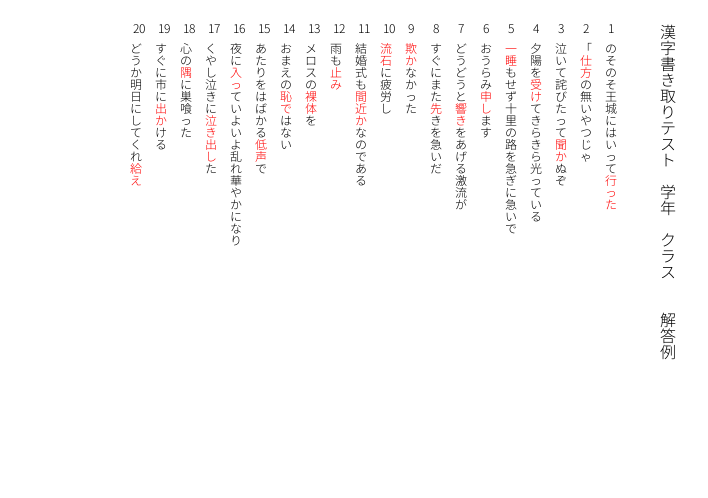 漢字書き取りテスト　学年　クラス　　解答例
1 のそのそ王城にはいって行った
2 「仕方の無いやつじゃ
3 泣いて詫びたって聞かぬぞ
4 夕陽を受けてきらきら光っている
5 一睡もせず十里の路を急ぎに急いで
6 おうらみ申します
7 どうどうと響きをあげる激流が
8 すぐにまた先きを急いだ
9 欺かなかった
10 流石に疲労し
11 結婚式も間近かなのである
12 雨も止み
13 メロスの裸体を
14 おまえの恥ではない
15 あたりをはばかる低声で
16 夜に入っていよいよ乱れ華やかになり
17 くやし泣きに泣き出した
18 心の隅に巣喰った
19 すぐに市に出かける
20 どうか明日にしてくれ給え